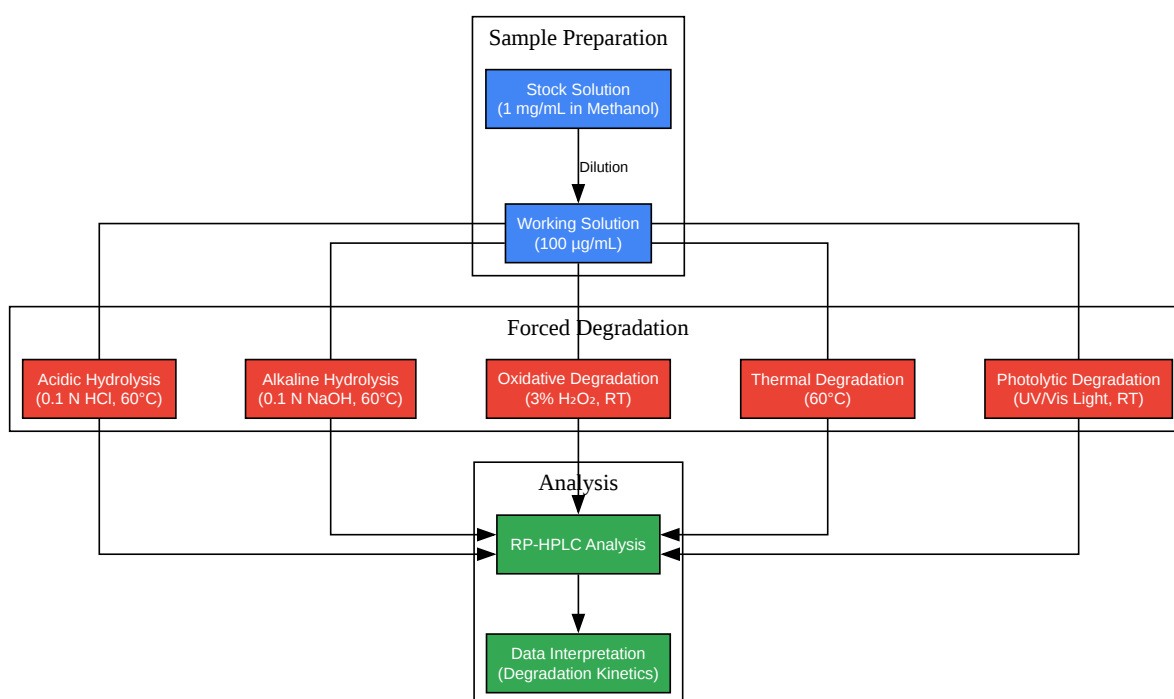 Sample Preparation
Stock Solution
(1 mg/mL in Methanol)
Dilution
Working Solution
(100 µg/mL)
Forced Degradation
Acidic Hydrolysis
(0.1 N HCl, 60°C)
Alkaline Hydrolysis
(0.1 N NaOH, 60°C)
Oxidative Degradation
(3% H₂O₂, RT)
Thermal Degradation
(60°C)
Photolytic Degradation
(UV/Vis Light, RT)
Analysis
RP-HPLC Analysis
Data Interpretation
(Degradation Kinetics)